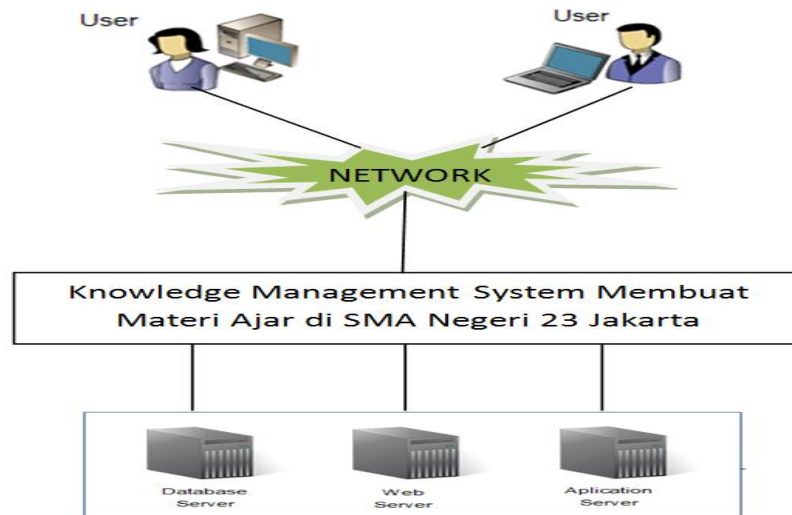 User
User
NETWORK
Knowledge Management System Membuat
Materi Ajar di SMA Negeri 23 Jakarta
Database
Server
Web
Server
Aplication
Server